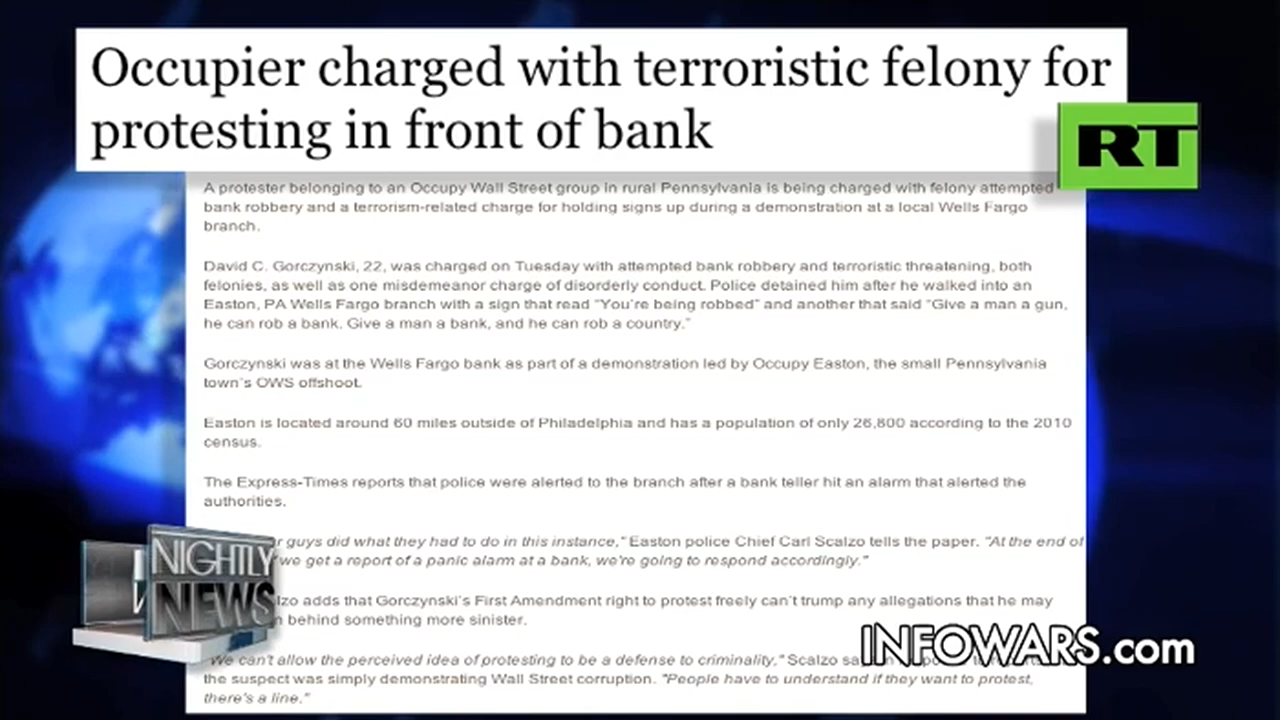 Occupier charged with terroristic felony for
protesting in front of bank
RT
A protester belonging to an Occupy Wall Street group in rural Pennsylvania is being charged with felony attempted
bank robbery and a terrorism-related charge for holding signs up during a demonstration at a local Wells Fargo
branch.
David C. Gorczynski, 22, was charged on Tuesday with attempted bank robbery and terroristic threatening, both
felonies, as well as one misdemeanor charge of disorderly conduct. Police detained him after he walked into an
Easton, PA Wells Fargo branch with a sign that read "You're being robbed" and another that said "Give a man a gun,
he can rob a bank. Give a man a bank, and he can rob a country."
Gorczynski was at the Wells Fargo bank as part of a demonstration led by Occupy Easton, the small Pennsylvania
town's OWS offshoot.
Easton is located around 60 miles outside of Philadelphia and has a population of only 26,800 according to the 2010
census.
The Express-Times reports that police were alerted to the branch after a bank teller hit an alarm that alerted the
authorities.
guys did what they had to do in this instance," Easton police Chief Carl Scalzo tells the paper. "At the end of
we get a report of a panic alarm at a bank, we're going to respond accordingly."
lzo adds that Gorczynski's First Amendment right to protest freely can't trump any allegations that he may
behind something more sinister.
"We can't allow the perceived idea of protesting to be a defense to criminality," Scalzo
the suspect was simply demonstrating Wall Street corruption. "People have to understand if they want to protest,
there's a line."
NIGHTLY
NEWS
INFOWARS.com